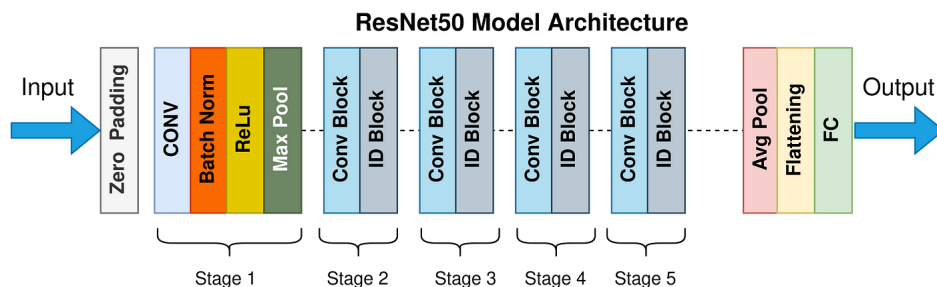 ResNet50 Model Architecture
Input
Zero Padding
CONV
Batch Norm
ReLu
Max Pool
Conv Block
ID Block
Conv Block
ID Block
Conv Block
ID Block
Conv Block
ID Block
Avg Pool
Flattening
FC
Output
Stage 1
Stage 2
Stage 3
Stage 4
Stage 5